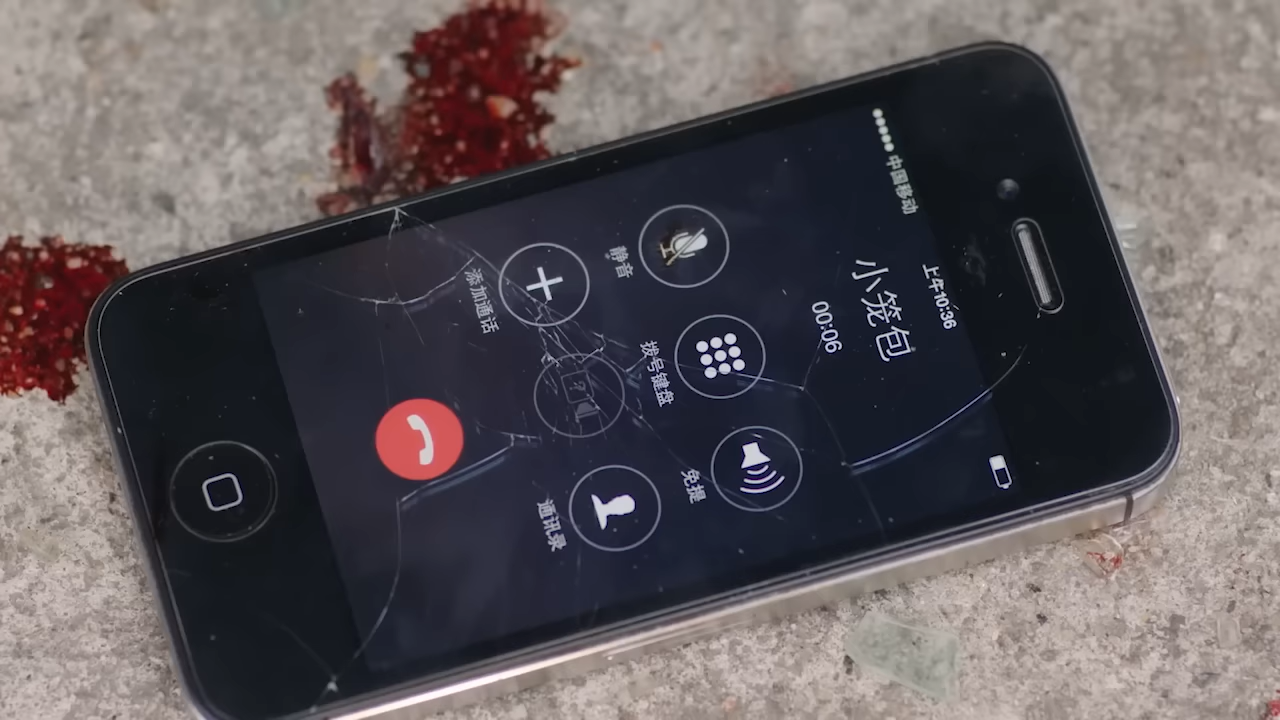 中国移动
上午10:36
小笼包
00:06
静音
拨号键盘
免提
添加通话
通讯录